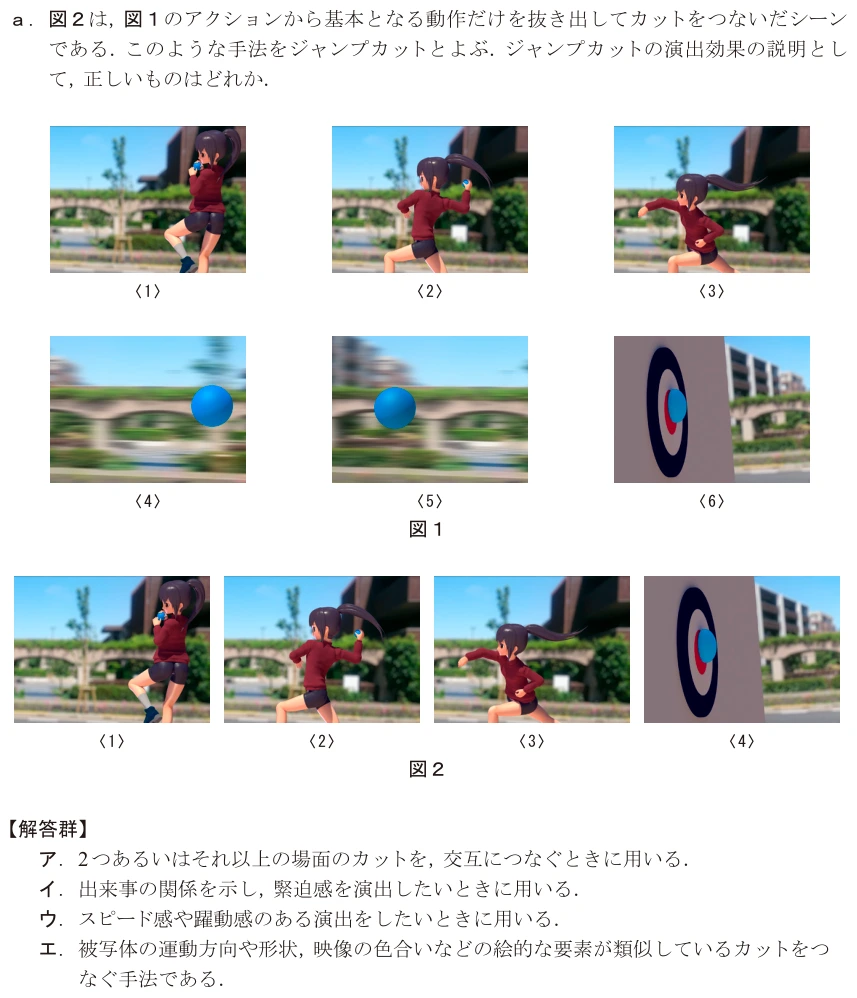 a．図2は，図1のアクションから基本となる動作だけを抜き出してカットをつないだシーン
である．このような手法をジャンプカットとよぶ．ジャンプカットの演出効果の説明とし
て，正しいものはどれか．
〈1〉 〈2〉 〈3〉
〈4〉 〈5〉 〈6〉
図1
〈1〉 〈2〉 〈3〉 〈4〉
図2
【解答群】
ア．2つあるいはそれ以上の場面のカットを，交互につなぐときに用いる．
イ．出来事の関係を示し，緊迫感を演出したいときに用いる．
ウ．スピード感や躍動感のある演出をしたいときに用いる．
エ．被写体の運動方向や形状，映像の色合いなどの絵的な要素が類似しているカットをつ
なぐ手法である．